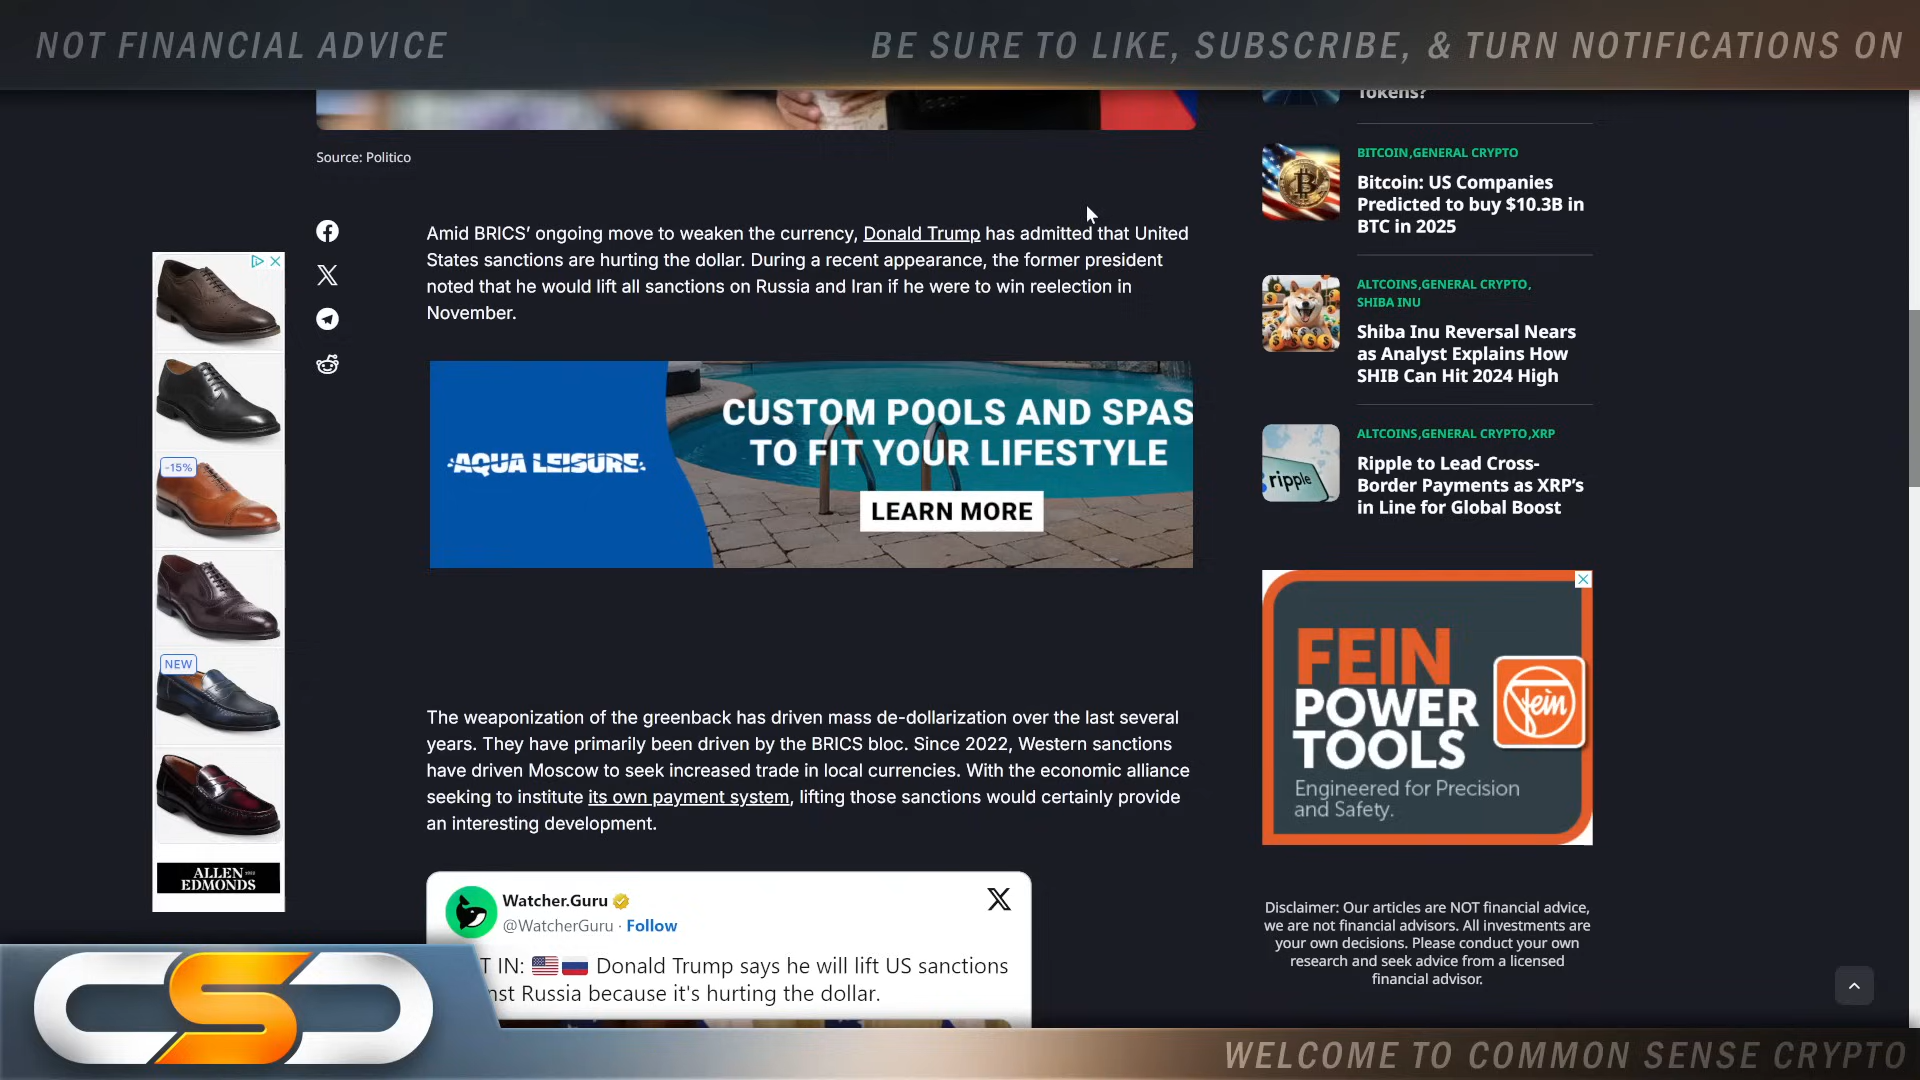 NOT FINANCIAL ADVICE
BE SURE TO LIKE, SUBSCRIBE, & TURN NOTIFICATIONS ON
Source: Politico
Amid BRICS’ ongoing move to weaken the currency, Donald Trump has admitted that United
States sanctions are hurting the dollar. During a recent appearance, the former president
noted that he would lift all sanctions on Russia and Iran if he were to win reelection in
November.
-15%
NEW
ALLEN
EDMONDS
AQUA LEISURE
CUSTOM POOLS AND SPAS
TO FIT YOUR LIFESTYLE
LEARN MORE
The weaponization of the greenback has driven mass de-dollarization over the last several
years. They have primarily been driven by the BRICS bloc. Since 2022, Western sanctions
have driven Moscow to seek increased trade in local currencies. With the economic alliance
seeking to institute its own payment system, lifting those sanctions would certainly provide
an interesting development.
Watcher.Guru
@WatcherGuru · Follow
T IN: Donald Trump says he will lift US sanctions
nst Russia because it's hurting the dollar.
Tokens?
BITCOIN,GENERAL CRYPTO
Bitcoin: US Companies
Predicted to buy $10.3B in
BTC in 2025
ALTCOINS,GENERAL CRYPTO,
SHIBA INU
Shiba Inu Reversal Nears
as Analyst Explains How
SHIB Can Hit 2024 High
ripple
ALTCOINS,GENERAL CRYPTO,XRP
Ripple to Lead Cross-
Border Payments as XRP’s
in Line for Global Boost
FEIN
POWER
TOOLS
Fein
Engineered for Precision
and Safety.
Disclaimer: Our articles are NOT financial advice,
we are not financial advisors. All investments are
your own decisions. Please conduct your own
research and seek advice from a licensed
financial advisor.
CSC
WELCOME TO COMMON SENSE CRYPTO